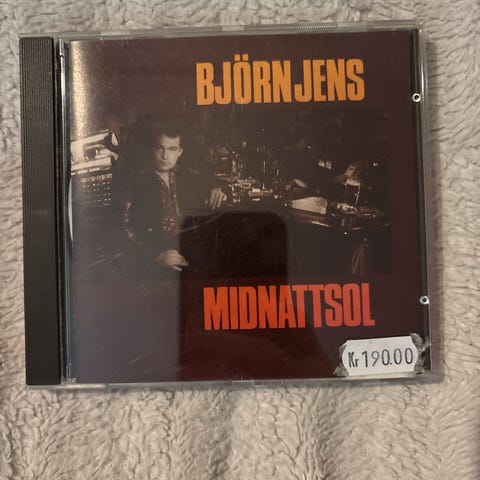 BJÖRN JENS
MIDNATTSOL
Kr 190.00